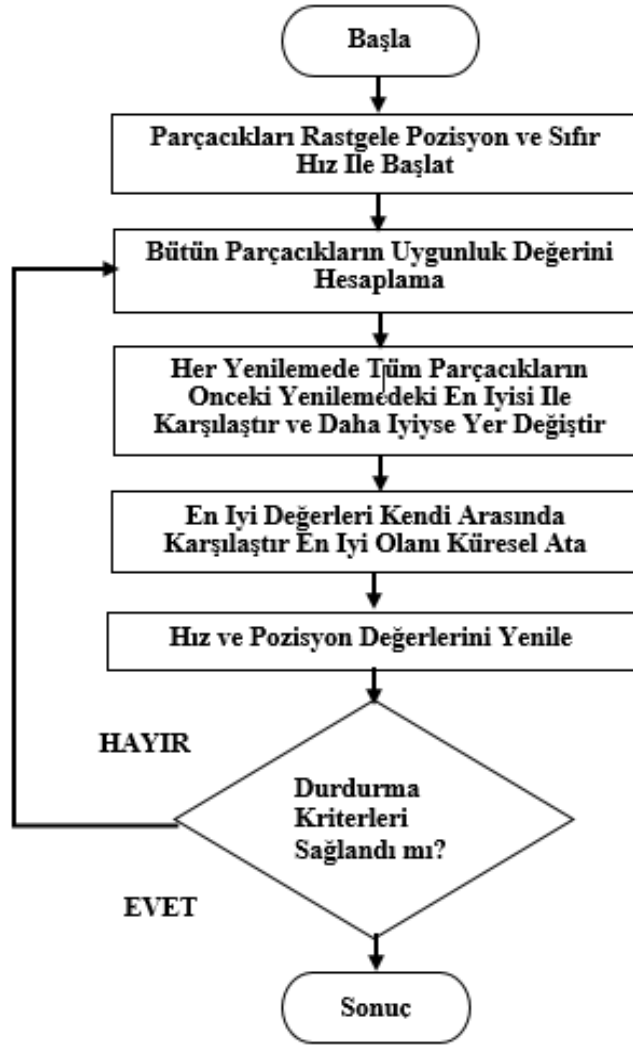 Başla
Parçacıkları Rastgele Pozisyon ve Sıfır
Hız Ile Başlat
Bütün Parçacıkların Uygunluk Değerini
Hesaplama
Her Yenilemede Tüm Parçacıkların
Onceki Yenilemedeki En Iyisi Ile
Karşılaştır ve Daha Iyiyse Yer Değiştir
En Iyi Değerleri Kendi Arasında
Karşılaştır En Iyi Olanı Küresel Ata
Hız ve Pozisyon Değerlerini Yenile
HAYIR
Durdurma
Kriterleri
Sağlandı mı?
EVET
Sonuç